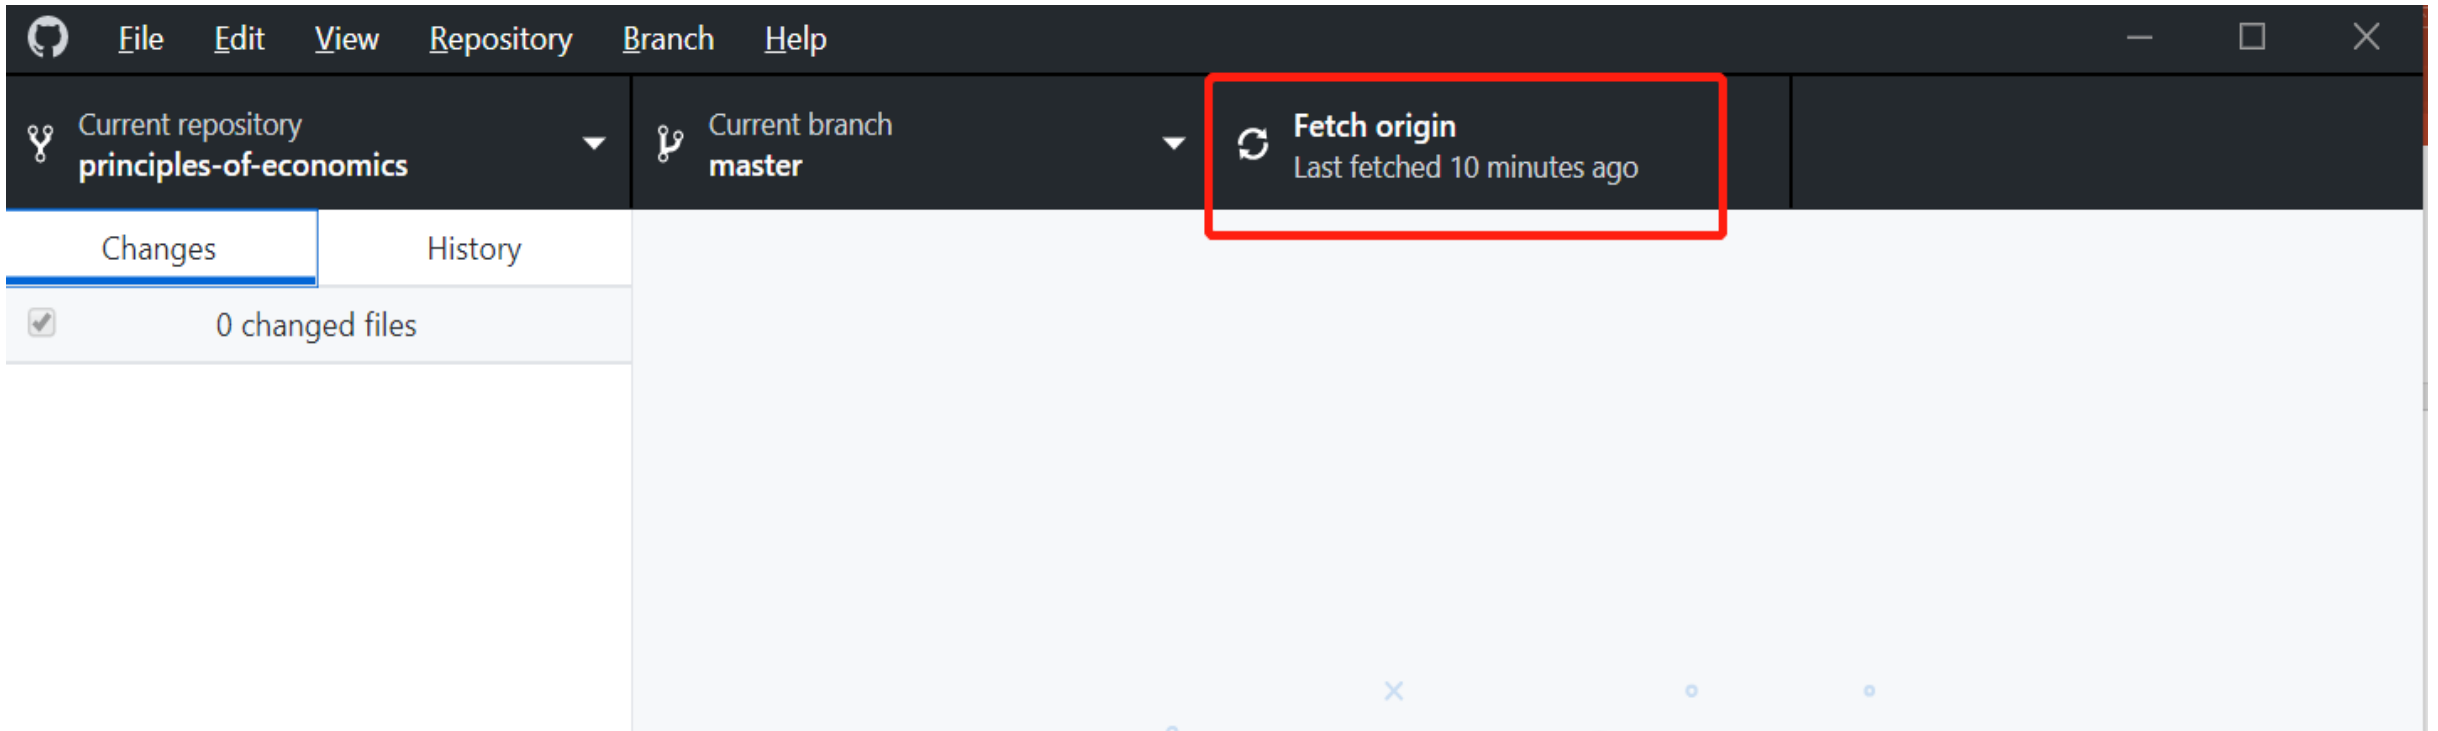 File Edit View Repository Branch Help
Current repository
principles-of-economics
Current branch
master
Fetch origin
Last fetched 10 minutes ago
Changes History
0 changed files